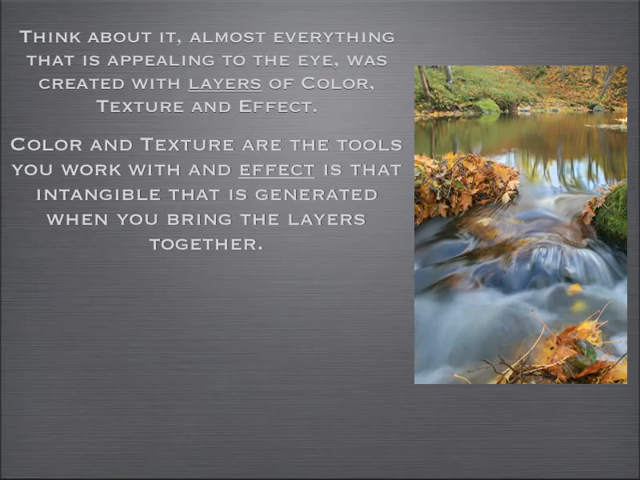 Think about it, almost everything
that is appealing to the eye, was
created with layers of Color,
Texture and Effect.
Color and Texture are the tools
you work with and effect is that
intangible that is generated
when you bring the layers
together.